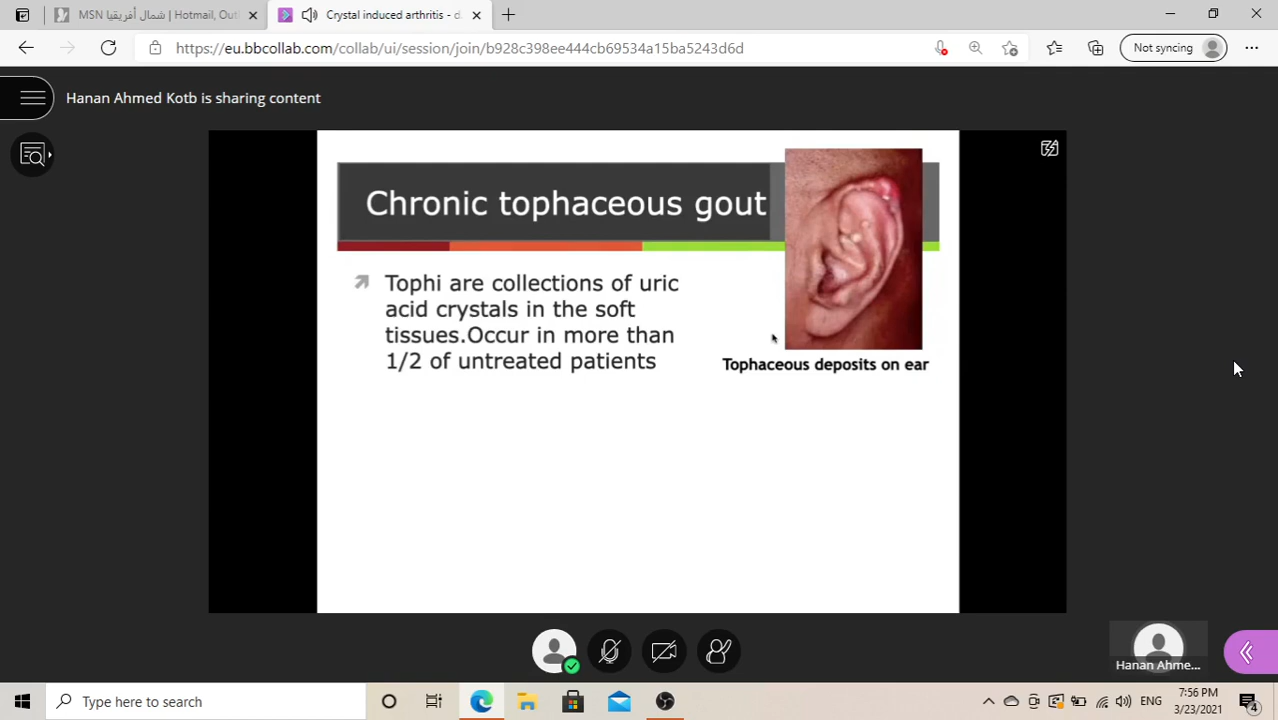 MSN شمال أفريقيا | Hotmail, Outl
Crystal induced arthritis - d
https://eu.bbcollab.com/collab/ui/session/join/b928c398ee444cb69534a15ba5243d6d
Not syncing
Hanan Ahmed Kotb is sharing content
Chronic tophaceous gout
Tophi are collections of uric
acid crystals in the soft
tissues.Occur in more than
1/2 of untreated patients
Tophaceous deposits on ear
Hanan Ahme...
Type here to search
ENG
7:56 PM
3/23/2021
4